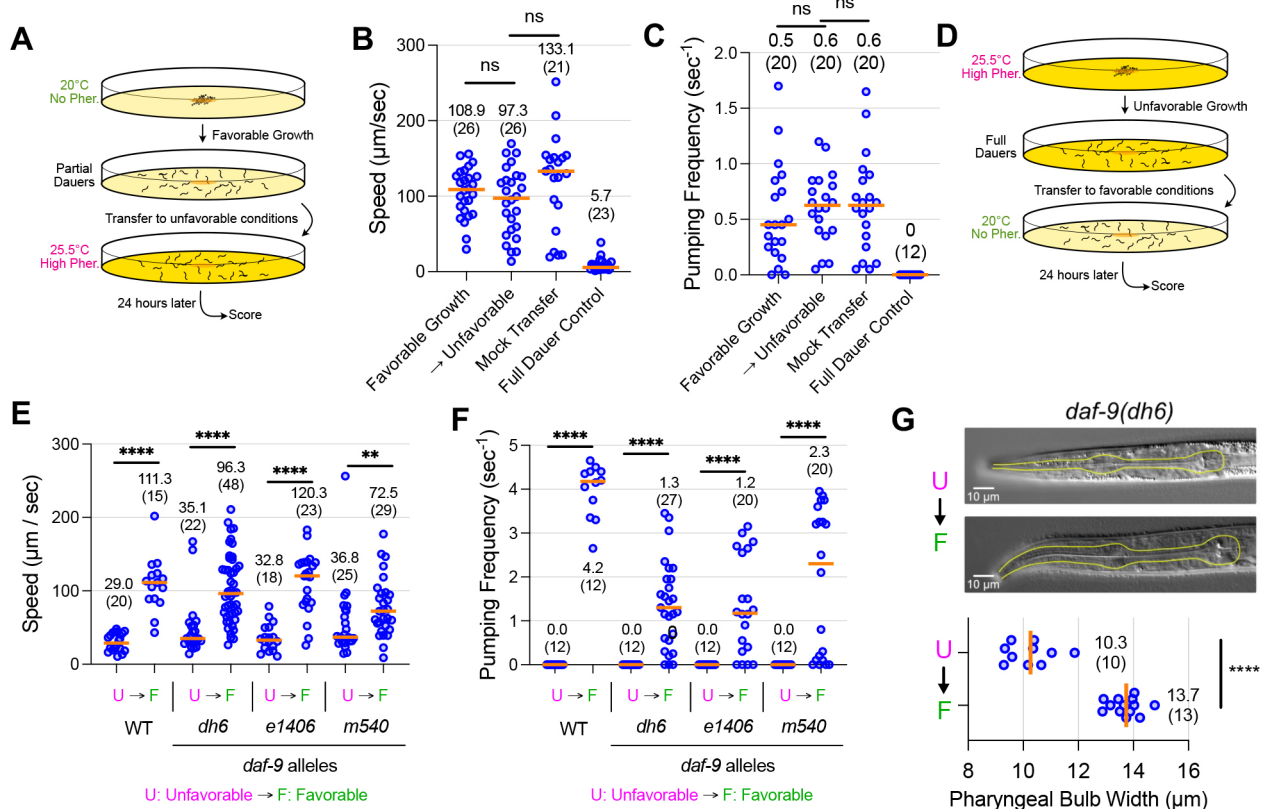 A
20°C
No Pher.
Favorable Growth
Partial
Dauers
Transfer to unfavorable conditions
25.5°C
High Pher.
24 hours later
Score
B
ns
ns
133.1
(21)
108.9
(26)
97.3
(26)
5.7
(23)
300
200
100
0
Speed (µm/sec)
Favorable Growth
→ Unfavorable
Mock Transfer
Full Dauer Control
C
ns
ns
0.5
(20)
0.6
(20)
0.6
(20)
0
(12)
2.0
1.5
1.0
0.5
0.0
Pumping Frequency (sec-1)
Favorable Growth
→ Unfavorable
Mock Transfer
Full Dauer Control
D
25.5°C
High Pher.
Unfavorable Growth
Full
Dauers
Transfer to favorable conditions
20°C
No Pher.
24 hours later
Score
E
300
200
100
0
Speed (µm / sec)
****
****
****
**
29.0
(20)
111.3
(15)
35.1
(22)
96.3
(48)
32.8
(18)
120.3
(23)
36.8
(25)
72.5
(29)
U → F
U → F
U → F
U → F
WT
dh6
e1406
m540
daf-9 alleles
U: Unfavorable → F: Favorable
F
5
4
3
2
1
0
Pumping Frequency (sec-1)
****
****
****
****
0.0
(12)
4.2
(12)
0.0
(12)
1.3
(27)
0
0.0
(12)
1.2
(20)
0.0
(12)
2.3
(20)
U → F
U → F
U → F
U → F
WT
dh6
e1406
m540
daf-9 alleles
U: Unfavorable → F: Favorable
G
daf-9(dh6)
U
10 µm
F
10 µm
U
10.3
(10)
****
F
13.7
(13)
8
10
12
14
16
Pharyngeal Bulb Width (µm)